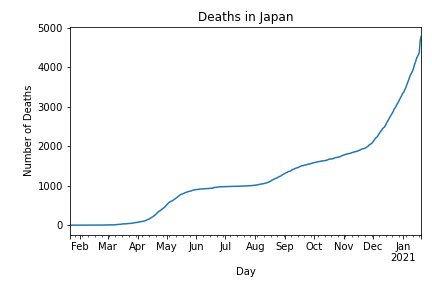 Deaths in Japan
5000
4000
3000
2000
1000
0
Number of Deaths
Feb Mar Apr May Jun Jul Aug Sep Oct Nov Dec Jan
2021
Day